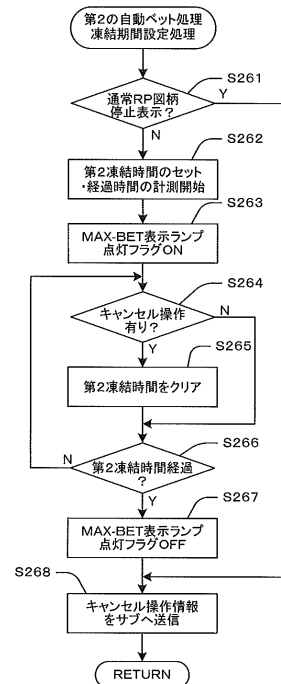 第2の自動ベット処理
凍結期間設定処理
S261
通常RP図柄
停止表示？
Y
N
S262
第2凍結時間のセット
・経過時間の計測開始
S263
MAX-BET表示ランプ
点灯フラグON
S264
キャンセル操作
有り？
N
Y
S265
第2凍結時間をクリア
S266
N
第2凍結時間経過
？
Y
S267
MAX-BET表示ランプ
点灯フラグOFF
S268
キャンセル操作情報
をサブへ送信
RETURN